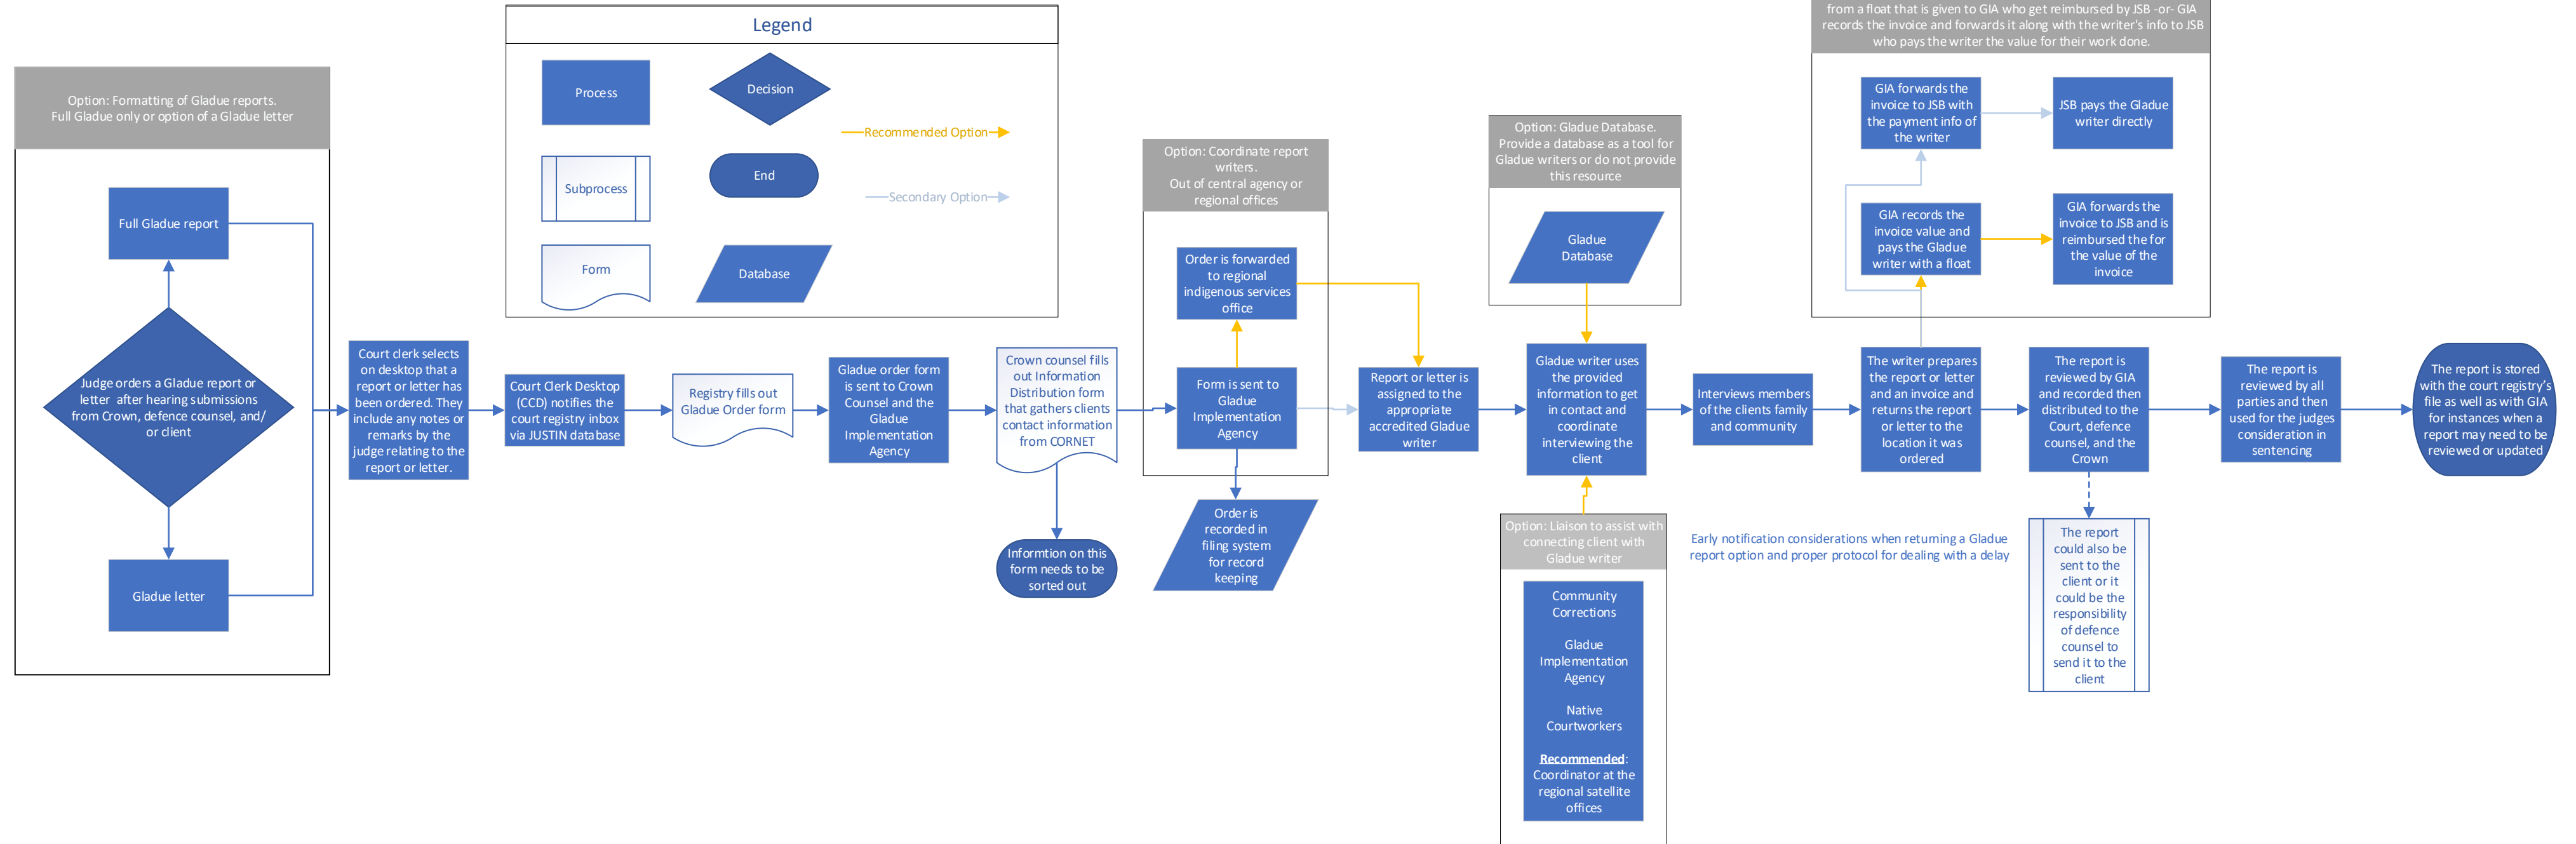 Option: Formatting of Gladue reports.
Full Gladue only or option of a Gladue letter
Full Gladue report
Judge orders a Gladue report or
letter after hearing submissions
from Crown, defence counsel, and/
or client
Gladue letter
Legend
Process
Decision
Recommended Option
Subprocess
End
Secondary Option
Form
Database
Court clerk selects
on desktop that a
report or letter has
been ordered. They
include any notes or
remarks by the
judge relating to the
report or letter.
Court Clerk Desktop
(CCD) notifies the
court registry inbox
via JUSTIN database
Registry fills out
Gladue Order form
Gladue order form
is sent to Crown
Counsel and the
Gladue
Implementation
Agency
Crown counsel fills
out Information
Distribution form
that gathers clients
contact information
from CORNET
Informtion on this
form needs to be
sorted out
Option: Coordinate report
writers.
Out of central agency or
regional offices
Order is forwarded
to regional
indigenous services
office
Form is sent to
Gladue
Implementation
Agency
Order is
recorded in
filing system
for record
keeping
Report or letter is
assigned to the
appropriate
accredited Gladue
writer
Option: Gladue Database.
Provide a database as a tool for
Gladue writers or do not provide
this resource
Gladue
Database
Gladue writer uses
the provided
information to get
in contact and
coordinate
interviewing the
client
Option: Liaison to assist with
connecting client with
Gladue writer
Community
Corrections
Gladue
Implementation
Agency
Native
Courtworkers
Recommended:
Coordinator at the
regional satellite
offices
Interviews members
of the clients family
and community
Early notification considerations when returning a Gladue
report option and proper protocol for dealing with a delay
from a float that is given to GIA who get reimbursed by JSB -or- GIA
records the invoice and forwards it along with the writer's info to JSB
who pays the writer the value for their work done.
GIA forwards the
invoice to JSB with
the payment info of
the writer
JSB pays the Gladue
writer directly
GIA records the
invoice value and
pays the Gladue
writer with a float
GIA forwards the
invoice to JSB and is
reimbursed the for
the value of the
invoice
The writer prepares
the report or letter
and an invoice and
returns the report
or letter to the
location it was
ordered
The report is
reviewed by GIA
and recorded then
distributed to the
Court, defence
counsel, and the
Crown
The report
could also be
sent to the
client or it
could be the
responsibility
of defence
counsel to
send it to the
client
The report is
reviewed by all
parties and then
used for the judges
consideration in
sentencing
The report is stored
with the court registry's
file as well as with GIA
for instances when a
report may need to be
reviewed or updated